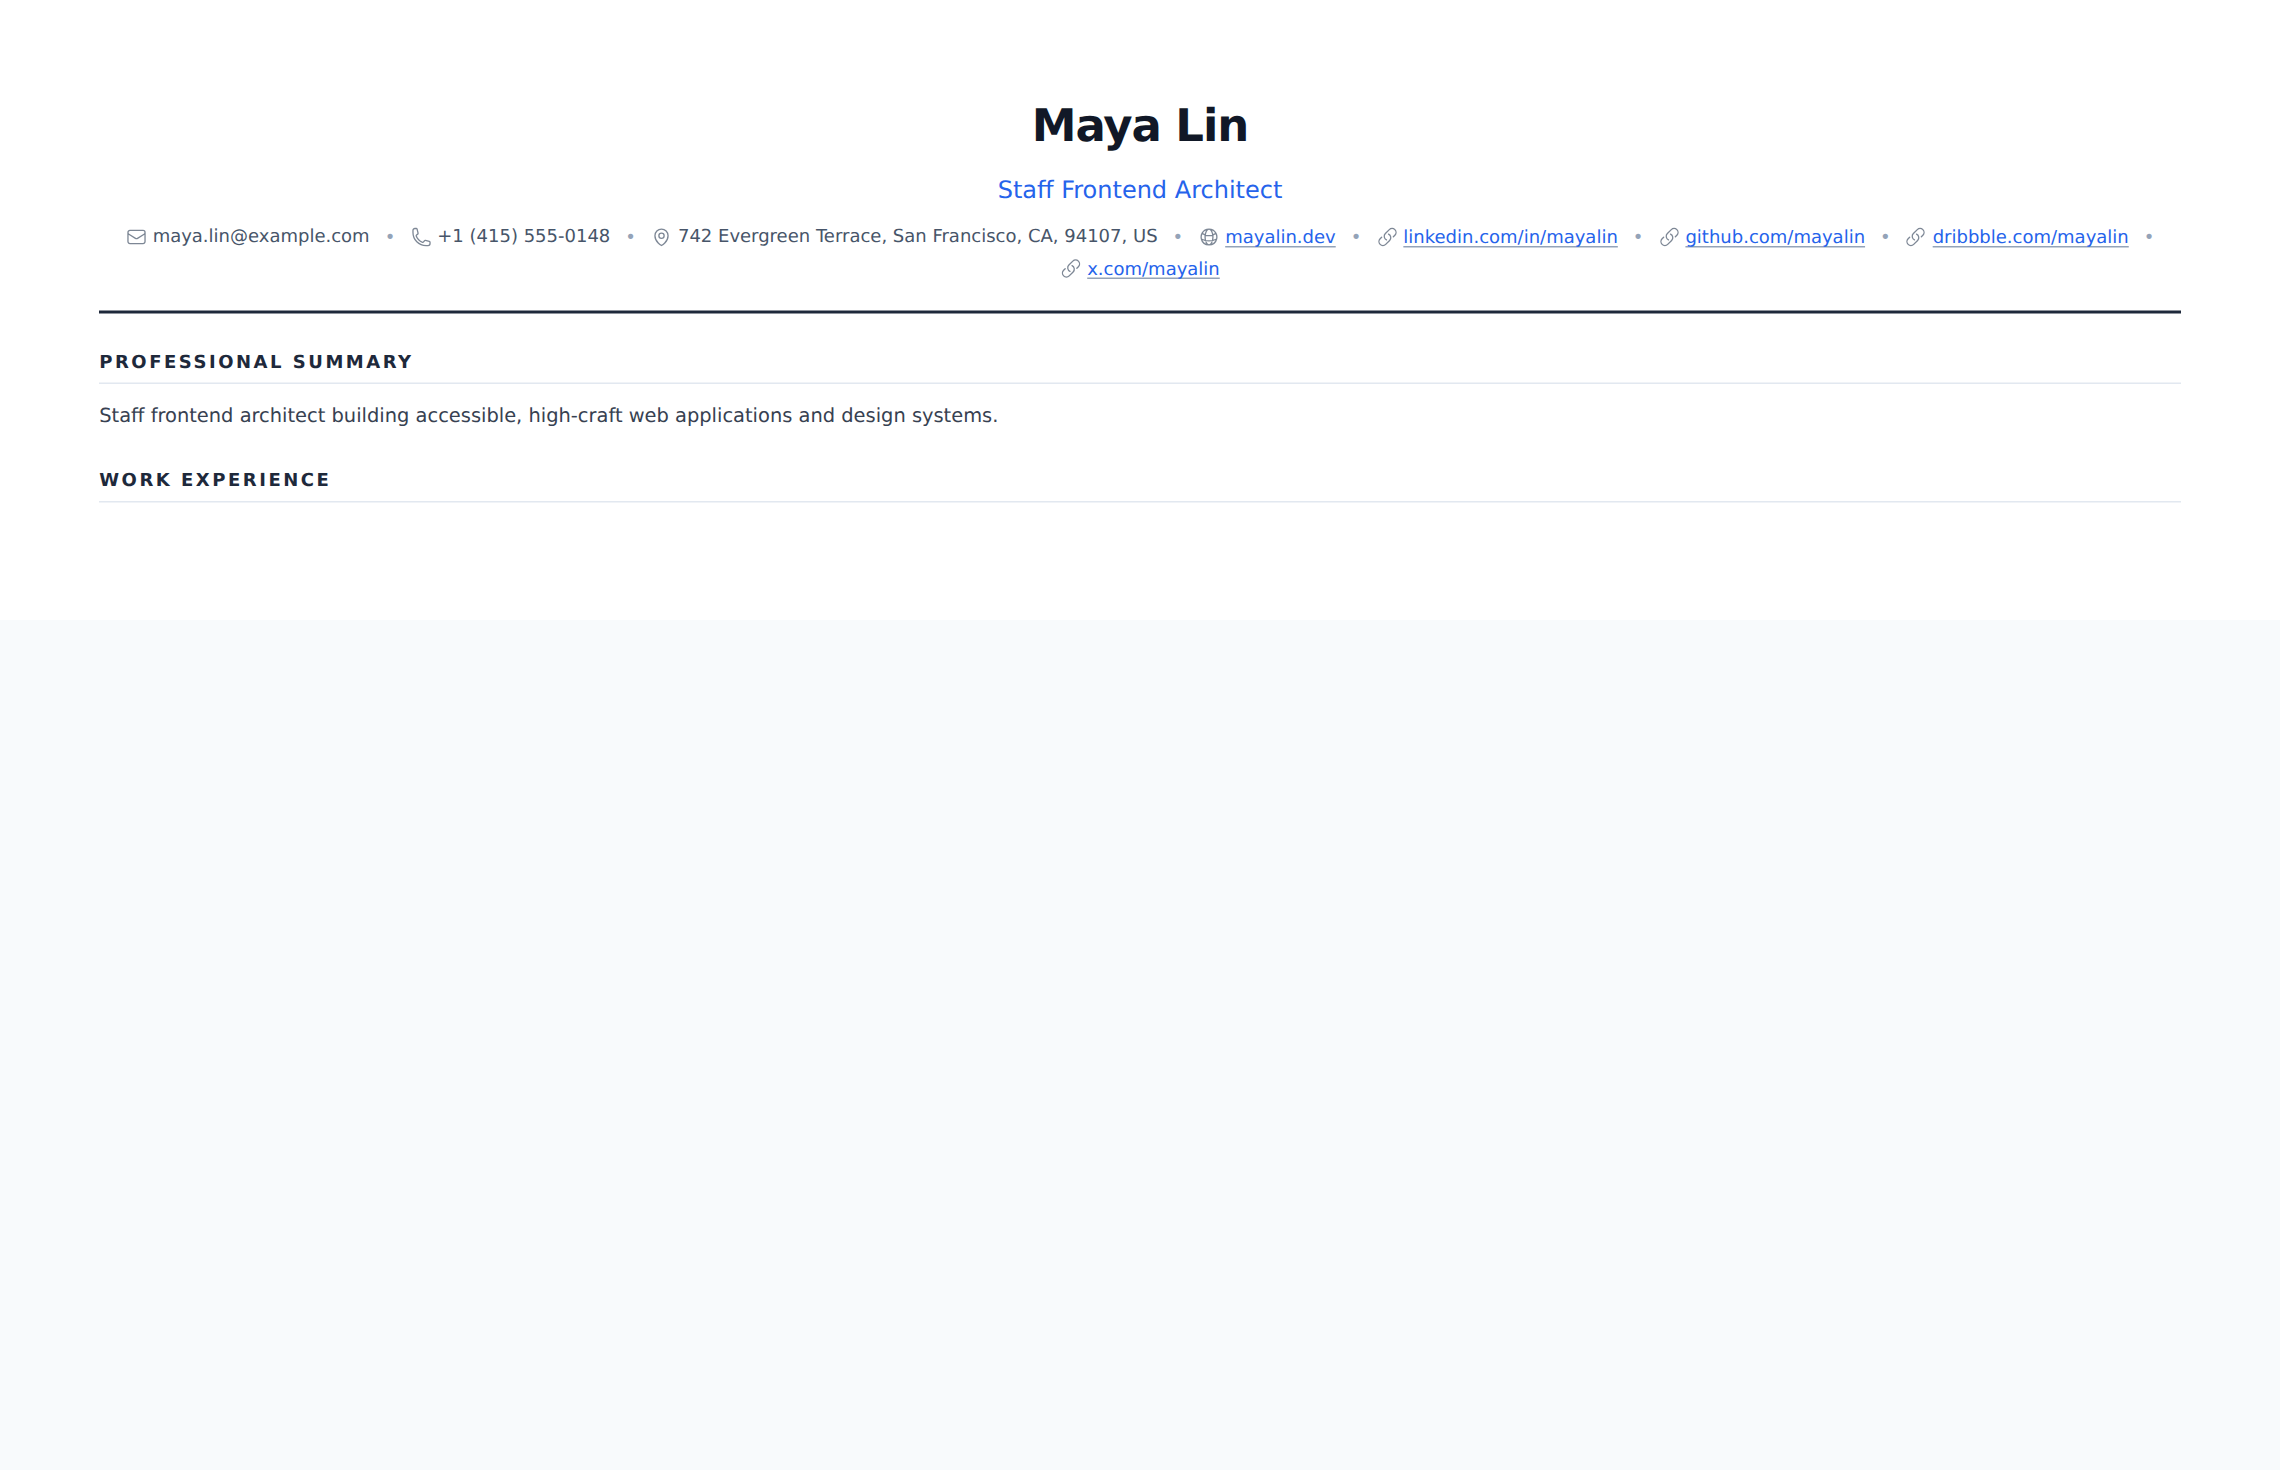 Maya Lin
Staff Frontend Architect
maya.lin@example.com • +1 (415) 555-0148 • 742 Evergreen Terrace, San Francisco, CA, 94107, US • mayalin.dev • linkedin.com/in/mayalin • github.com/mayalin • dribbble.com/mayalin •
x.com/mayalin
PROFESSIONAL SUMMARY
Staff frontend architect building accessible, high-craft web applications and design systems.
WORK EXPERIENCE